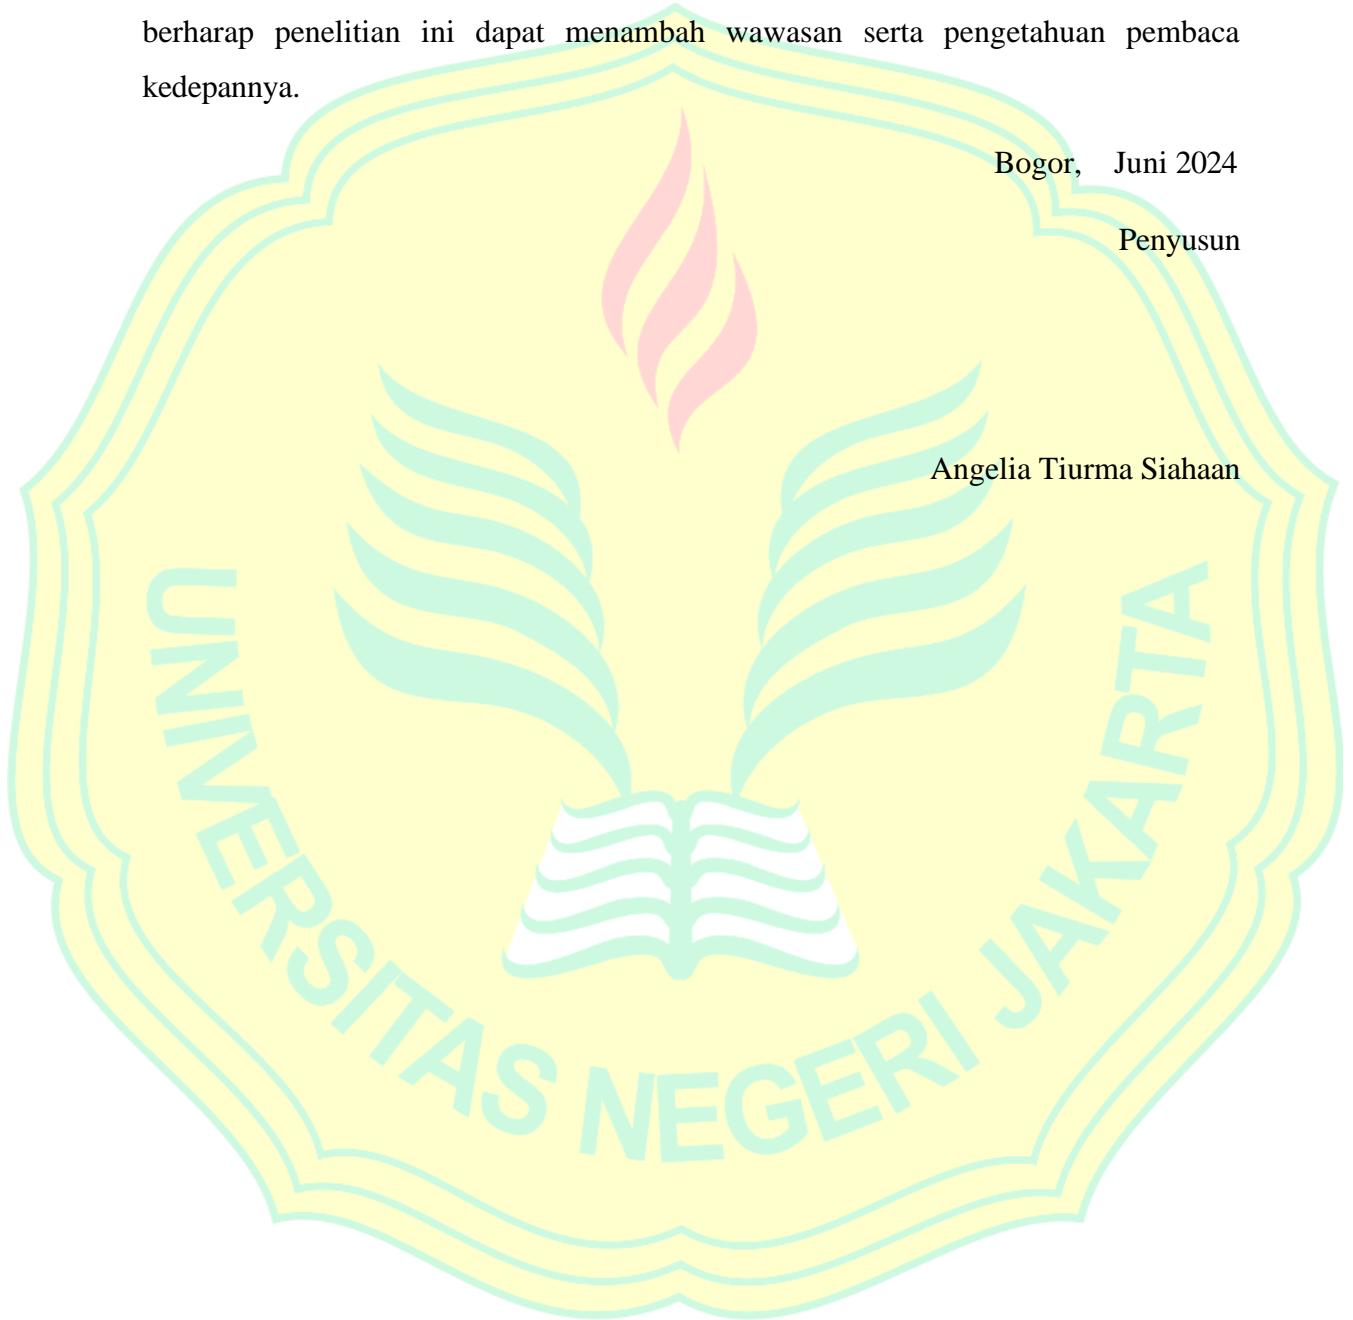 berharap penelitian ini dapat menambah wawasan serta pengetahuan pembaca
kedepannya.
Bogor, Juni 2024
Penyusun
Angelia Tiurma Siahaan
UNIVERSITAS NEGERI JAKARTA